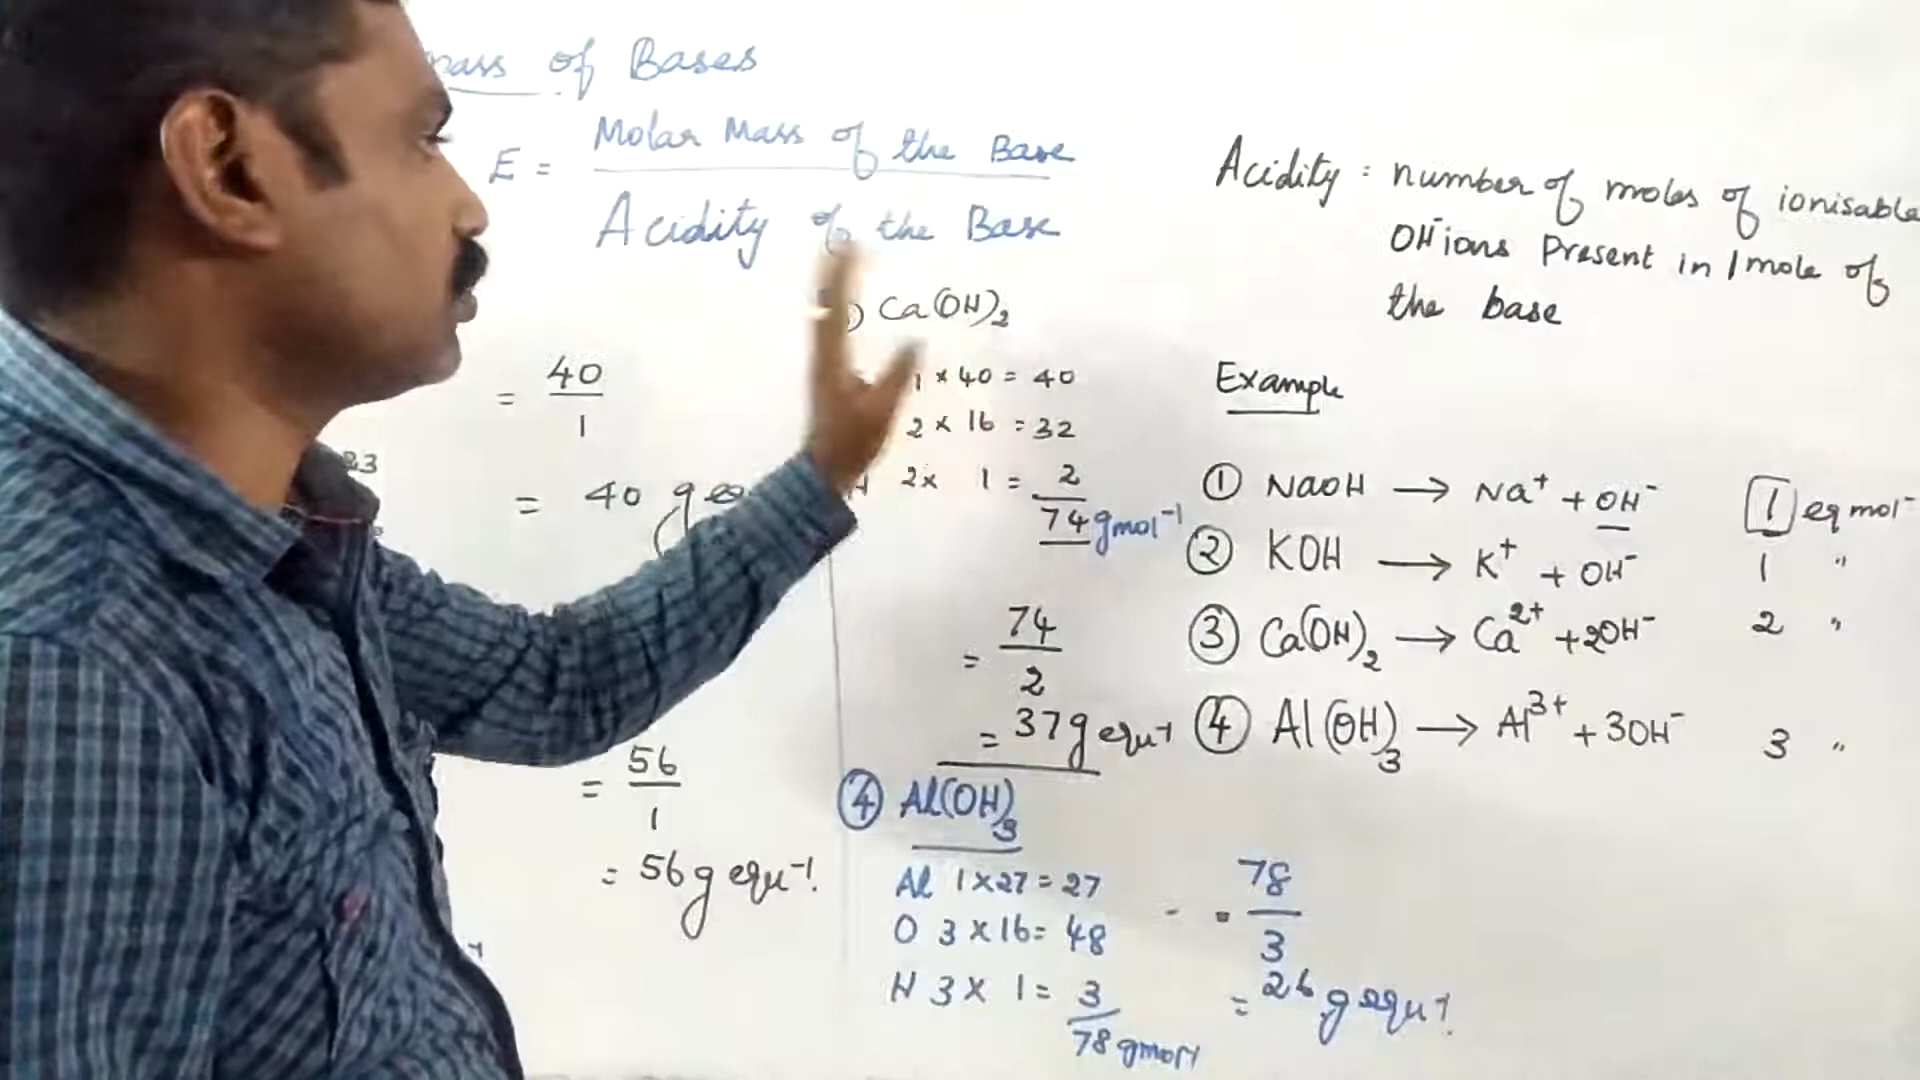 mass of Bases
E = Molar Mass of the Base
Acidity of the Base
Acidity : number of moles of ionisable
OH⁻ ions Present in 1 mole of
the base
= 40
1
= 40 g
23
= 56
1
= 56 g equ⁻¹.
Ca(OH)₂
1 × 40 = 40
2 × 16 = 32
H 2 × 1 = 2
74 gmol⁻¹
= 74
2
= 37 g equ⁻¹
④ Al(OH)₃
Al 1 × 27 = 27
O 3 × 16 = 48
H 3 × 1 = 3
78 gmol⁻¹
= 78
3
= 26 g equ⁻¹.
Example
① NaOH → Na⁺ + OH⁻ 1 eq mol⁻
② KOH → K⁺ + OH⁻ 1 "
③ Ca(OH)₂ → Ca²⁺ + 2OH⁻ 2 "
④ Al(OH)₃ → Al³⁺ + 3OH⁻ 3 "